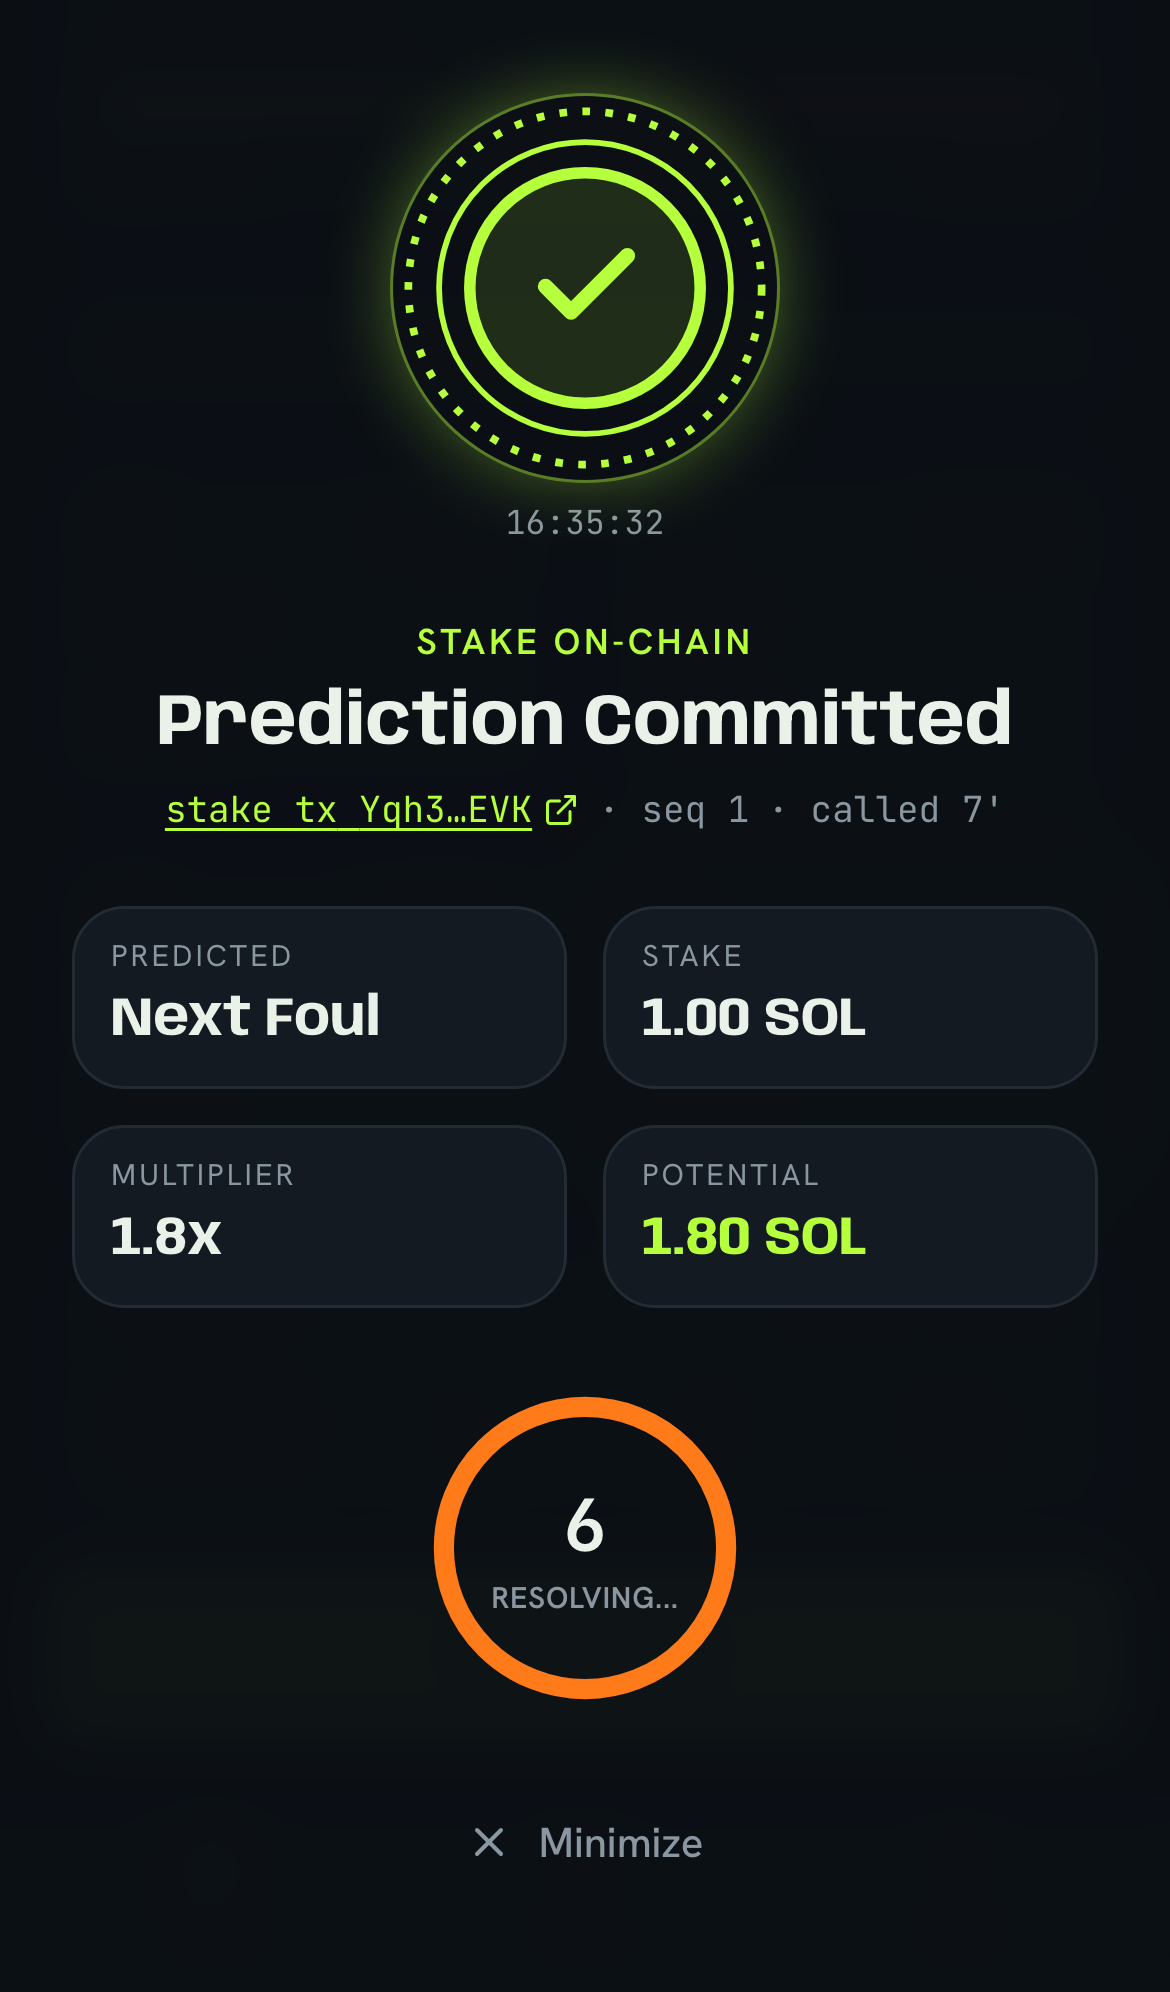 16:35:32
STAKE ON-CHAIN
Prediction Committed
stake tx Yqh3…EVK · seq 1 · called 7'
PREDICTED
Next Foul
STAKE
1.00 SOL
MULTIPLIER
1.8x
POTENTIAL
1.80 SOL
6
RESOLVING...
Minimize